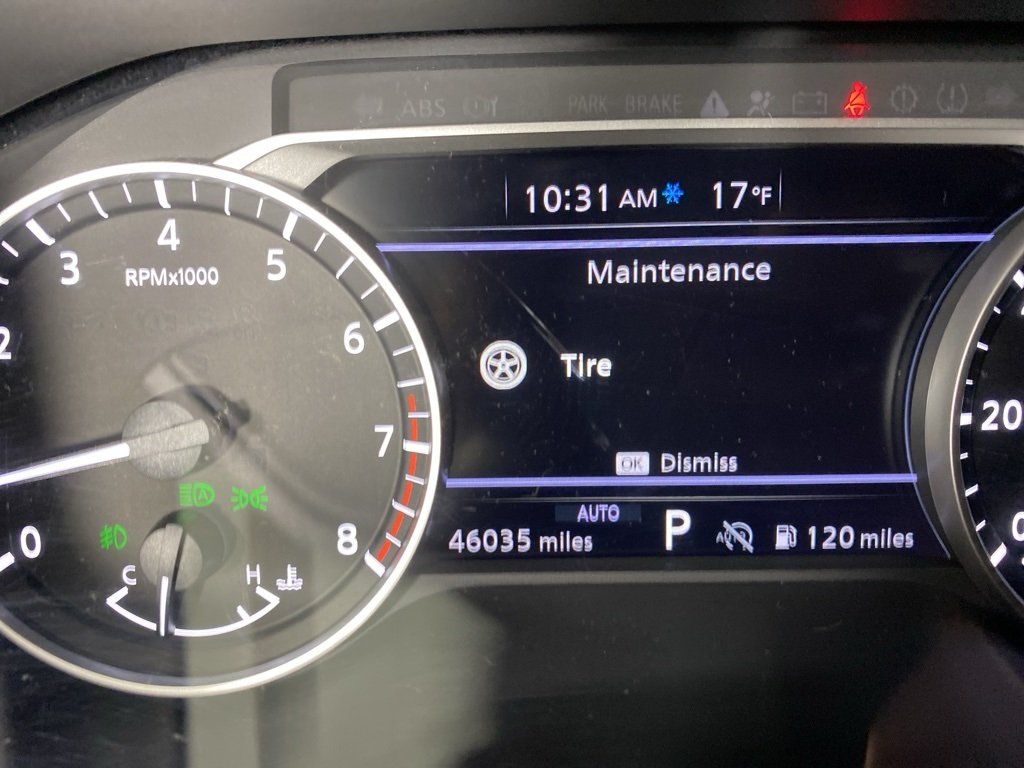 ABS
PARK BRAKE
10:31 AM 17°F
Maintenance
Tire
OK Dismiss
AUTO
46035 miles P 120 miles
0 2 3 4 5 6 7 8
RPMx1000
A
C H
20
0